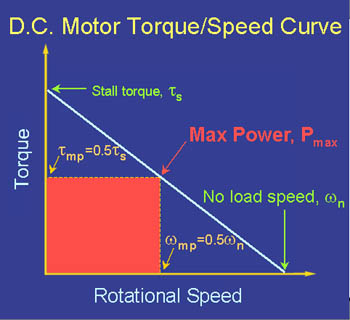 D.C. Motor Torque/Speed Curve
Stall torque, τs
τmp=0.5τs
Max Power, Pmax
No load speed, ωn
ωmp=0.5ωn
Torque
Rotational Speed